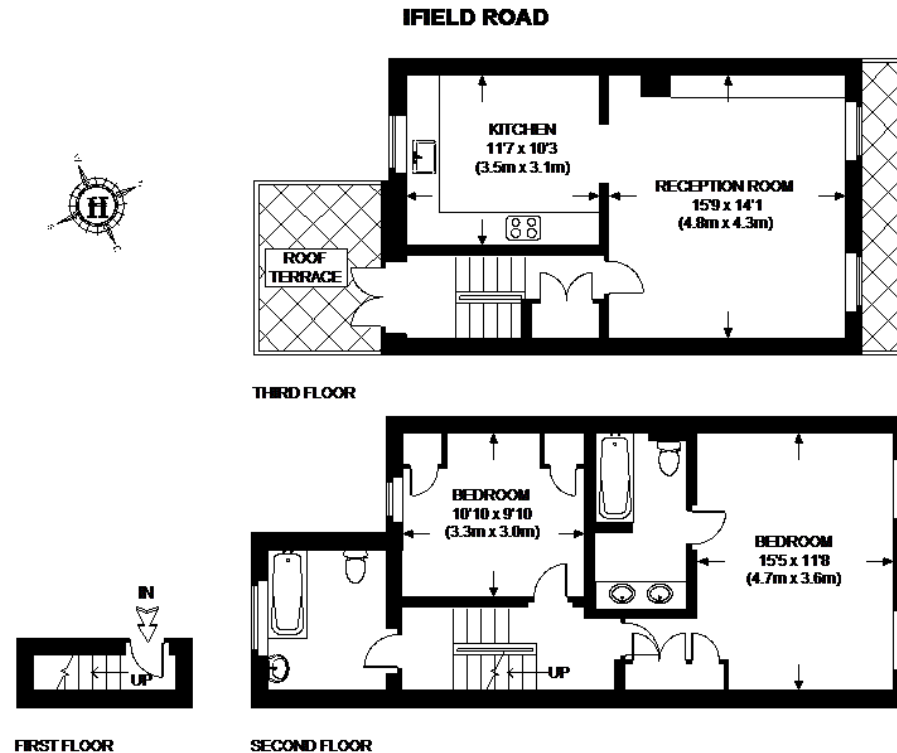 IFIELD ROAD
KITCHEN
11'7 x 10'3
(3.5m x 3.1m)
RECEPTION ROOM
15'9 x 14'1
(4.8m x 4.3m)
ROOF
TERRACE
THIRD FLOOR
BEDROOM
10'10 x 9'10
(3.3m x 3.0m)
BEDROOM
15'5 x 11'8
(4.7m x 3.6m)
UP
SECOND FLOOR
IN
UP
FIRST FLOOR
H